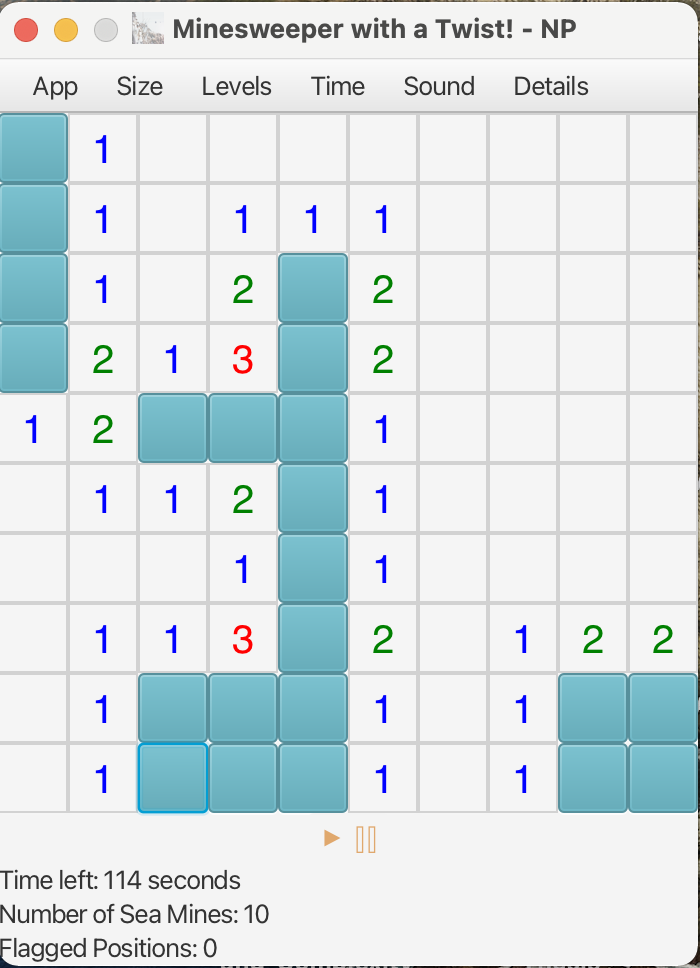 Minesweeper with a Twist! - NP
App Size Levels Time Sound Details
1
1 1 1 1
1 2 2
2 1 3 2
1 2 1
1 1 2 1
1 1
1 1 3 2 1 2 2
1 1 1
1 1 1
Time left: 114 seconds
Number of Sea Mines: 10
Flagged Positions: 0